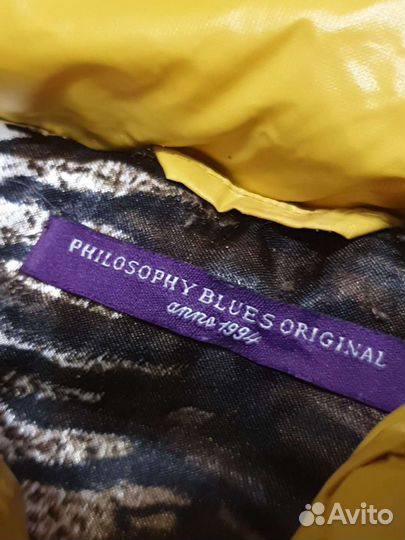 PHILOSOPHY BLUES ORIGINAL
anno 1994
Avito